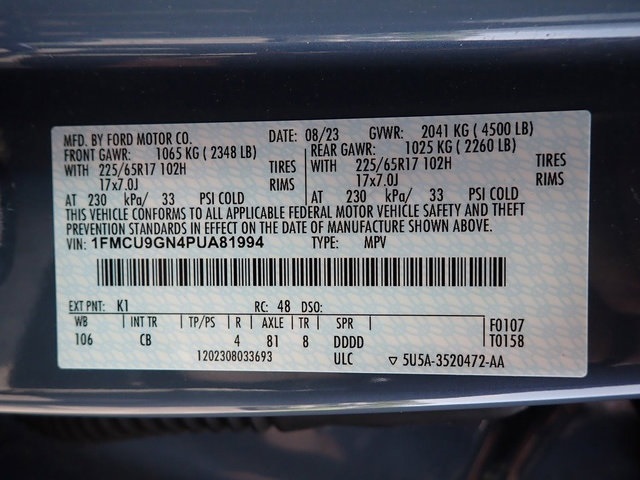 MFD. BY FORD MOTOR CO. DATE: 08/23 GVWR: 2041 KG ( 4500 LB)
FRONT GAWR: 1065 KG ( 2348 LB) REAR GAWR: 1025 KG ( 2260 LB)
WITH 225/65R17 102H TIRES WITH 225/65R17 102H TIRES
17x7.0J RIMS 17x7.0J RIMS
AT 230 kPa/ 33 PSI COLD AT 230 kPa/ 33 PSI COLD
THIS VEHICLE CONFORMS TO ALL APPLICABLE FEDERAL MOTOR VEHICLE SAFETY AND THEFT
PREVENTION STANDARDS IN EFFECT ON THE DATE OF MANUFACTURE SHOWN ABOVE.
VIN: 1FMCU9GN4PUA81994 TYPE: MPV
EXT PNT: K1 RC: 48 DSO:
WB INT TR TP/PS R AXLE TR SPR F0107
106 CB 4 81 8 DDDD T0158
1202308033693 ULC ▽ 5U5A-3520472-AA